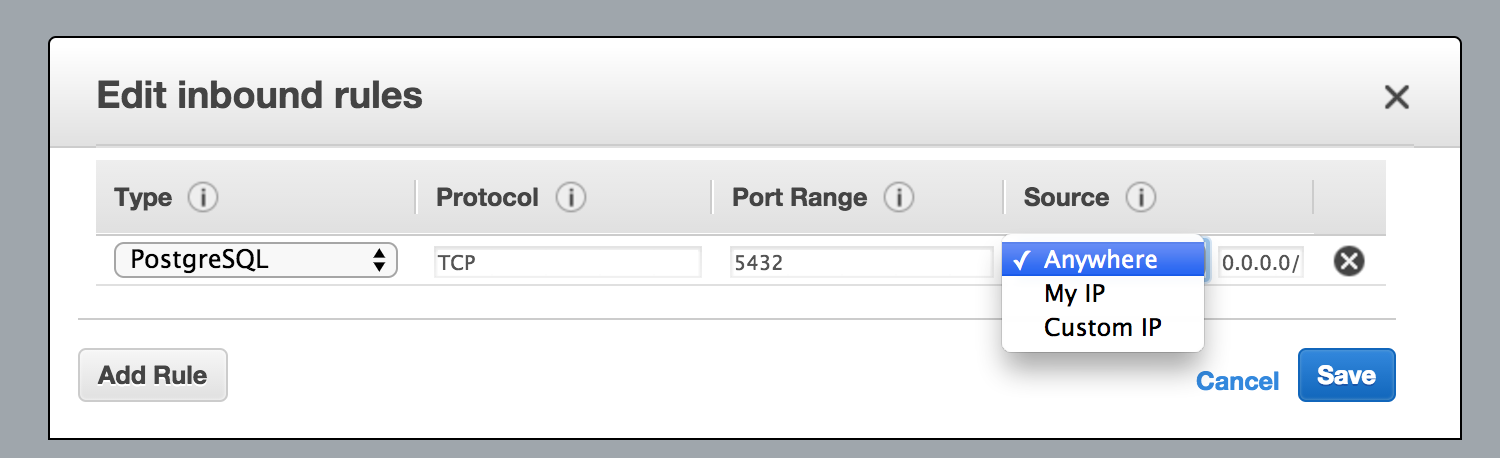 Edit inbound rules
Type Protocol Port Range Source
PostgreSQL TCP 5432 ✓ Anywhere 0.0.0.0/
My IP
Custom IP
Add Rule Cancel Save